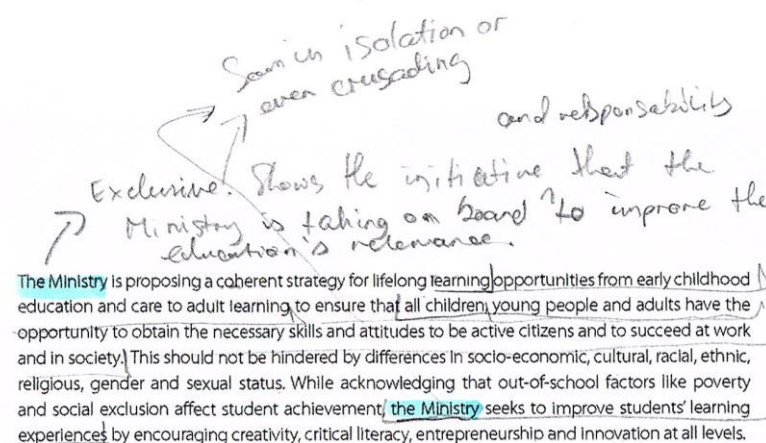 Seen in isolation or
even crusading
and responsability
Exclusive. Shows the initiative that the
Ministry is taking on board ^ to improve the
education's relevance.
The Ministry is proposing a coherent strategy for lifelong learning opportunities from early childhood
education and care to adult learning, to ensure that all children, young people and adults have the
opportunity to obtain the necessary skills and attitudes to be active citizens and to succeed at work
and in society. This should not be hindered by differences in socio-economic, cultural, racial, ethnic,
religious, gender and sexual status. While acknowledging that out-of-school factors like poverty
and social exclusion affect student achievement, the Ministry seeks to improve students' learning
experiences by encouraging creativity, critical literacy, entrepreneurship and innovation at all levels.